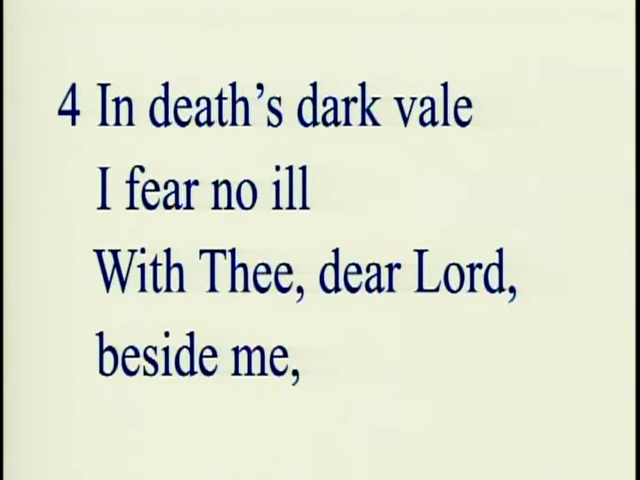 4 In death’s dark vale
I fear no ill
With Thee, dear Lord,
beside me,